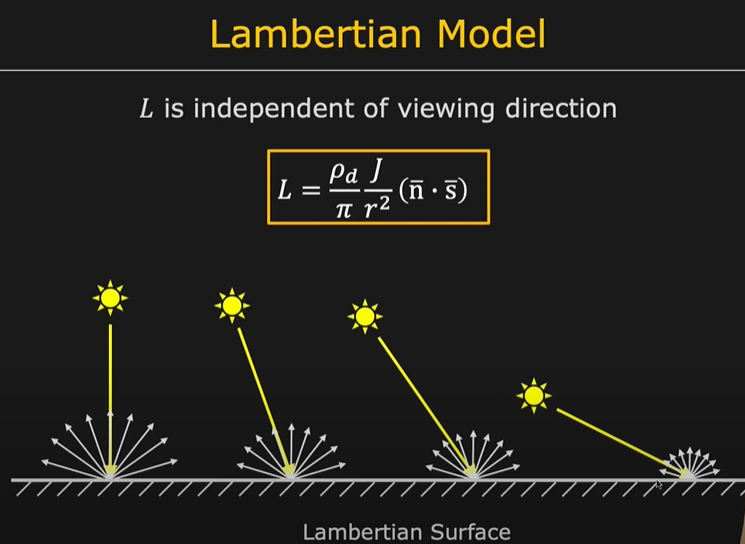 Lambertian Model
L is independent of viewing direction
L = ρd/π J/r² (n̄ · s̄)
Lambertian Surface